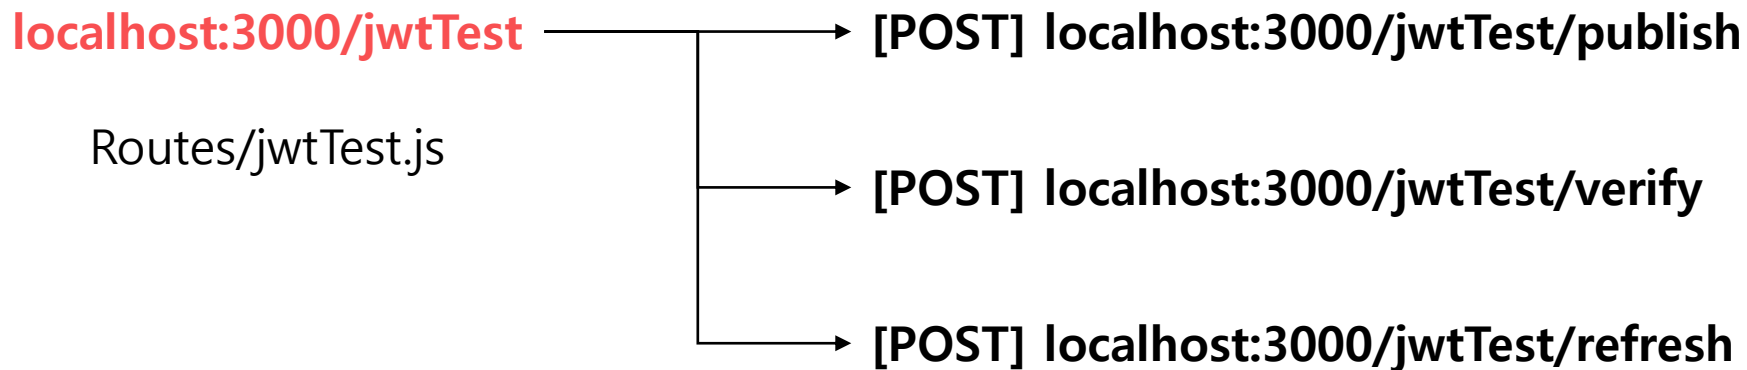 localhost:3000/jwtTest
Routes/jwtTest.js
[POST] localhost:3000/jwtTest/publish
[POST] localhost:3000/jwtTest/verify
[POST] localhost:3000/jwtTest/refresh